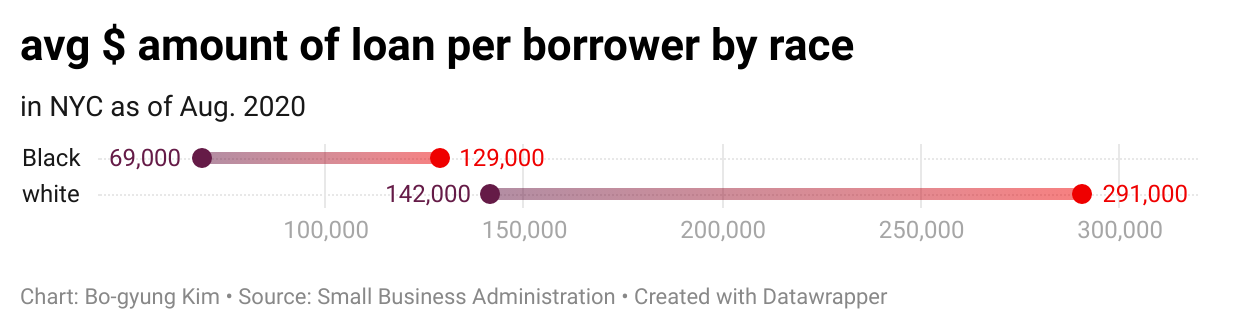 avg $ amount of loan per borrower by race
in NYC as of Aug. 2020
Black 69,000 129,000
white 142,000 291,000
100,000 150,000 200,000 250,000 300,000
Chart: Bo-gyung Kim • Source: Small Business Administration • Created with Datawrapper